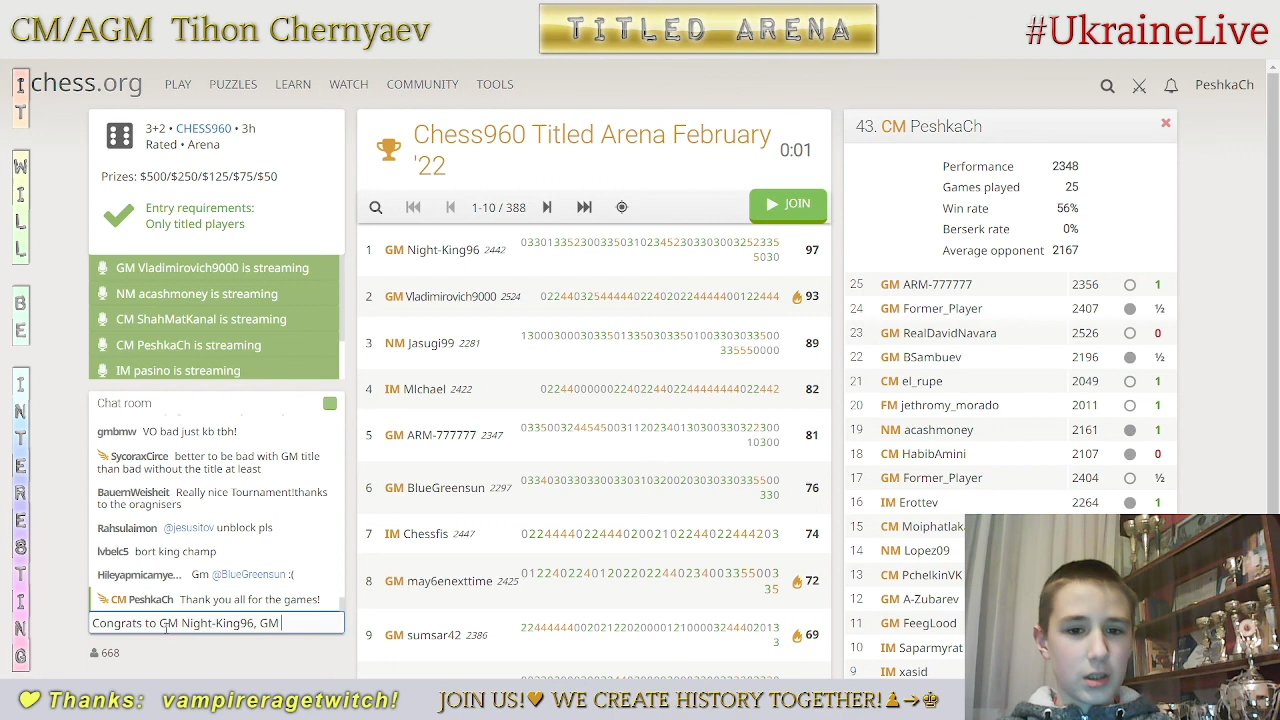 CM/AGM Tihon Chernyaev
TITLED ARENA
#UkraineLive
chess.org
PLAY
PUZZLES
LEARN
WATCH
COMMUNITY
TOOLS
PeshkaCh
IT
WILL
BE
INTERESTING
3+2 • CHESS960 • 3h
Rated • Arena
Prizes: $500/$250/$125/$75/$50
Entry requirements:
Only titled players
GM Vladimirovich9000 is streaming
NM acashmoney is streaming
CM ShahMatKanal is streaming
CM PeshkaCh is streaming
IM pasino is streaming
Chat room
gmbmw VO bad just kb tbh!
SycoraxCirce better to be bad with GM title
than bad without the title at least
BauernWeisheit Really nice Tournament!thanks
to the oragnisers
Rahsulaimon @jesusitov unblock pls
lvbelc5 bort king champ
Hileyapmicamye... Gm @BlueGreensun :(
CM PeshkaCh Thank you all for the games!
Congrats to GM Night-King96, GM
668
Chess960 Titled Arena February
'22
0:01
1-10 / 388
JOIN
1 GM Night-King96 2442 97
2 GM Vladimirovich9000 2524 02244032544444022402022444440012244 93
3 NM Jasugi99 2281 89
4 IM MIchael 2422 82
5 GM ARM-777777 2347 81
6 GM BlueGreensun 2297 76
7 IM Chessfis 2447 74
8 GM may6enexttime 2425 72
9 GM sumsar42 2386 69
43. CM PeshkaCh
Performance 2348
Games played 25
Win rate 56%
Berserk rate 0%
Average opponent 2167
25 GM ARM-777777 2356 1
24 GM Former_Player 2407 ½
23 GM RealDavidNavara 2526 0
22 GM BSambuev 2196 ½
21 CM el_rupe 2049 1
20 FM jethromy_morado 2011 1
19 NM acashmoney 2161 1
18 CM HabibAmini 2107 0
17 GM Former_Player 2404 ½
16 IM Erottev 2264 1
15 CM Moiphatlak
14 NM Lopez09
13 CM PchelkinVK
12 GM A-Zubarev
11 GM FeegLood
10 IM Saparmyrat
9 IM xasid
Thanks: vampireragetwitch!
JOIN US!♥ WE CREATE HISTORY TOGETHER!♟→♚